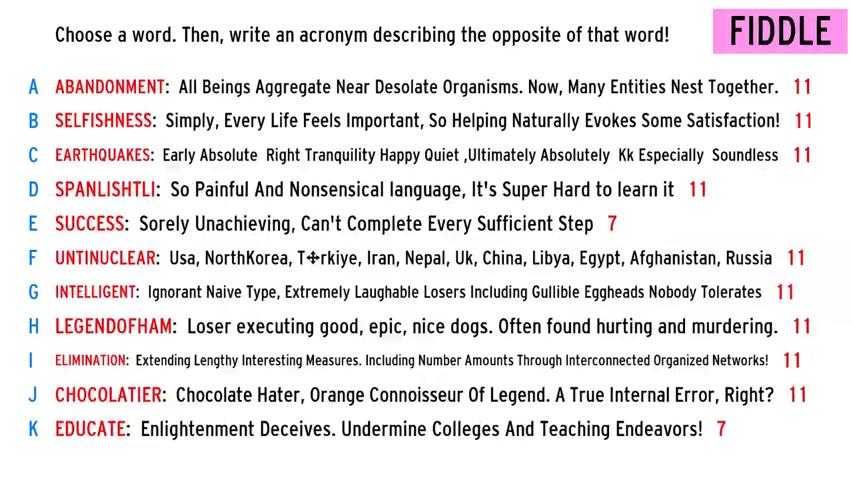 Choose a word. Then, write an acronym describing the opposite of that word!
FIDDLE
A ABANDONMENT: All Beings Aggregate Near Desolate Organisms. Now, Many Entities Nest Together. 11
B SELFISHNESS: Simply, Every Life Feels Important, So Helping Naturally Evokes Some Satisfaction! 11
C EARTHQUAKES: Early Absolute Right Tranquility Happy Quiet ,Ultimately Absolutely Kk Especially Soundless 11
D SPANLISHTLI: So Painful And Nonsensical language, It's Super Hard to learn it 11
E SUCCESS: Sorely Unachieving, Can't Complete Every Sufficient Step 7
F UNTINUCLEAR: Usa, NorthKorea, T✢rkiye, Iran, Nepal, Uk, China, Libya, Egypt, Afghanistan, Russia 11
G INTELLIGENT: Ignorant Naive Type, Extremely Laughable Losers Including Gullible Eggheads Nobody Tolerates 11
H LEGENDOFHAM: Loser executing good, epic, nice dogs. Often found hurting and murdering. 11
I ELIMINATION: Extending Lengthy Interesting Measures. Including Number Amounts Through Interconnected Organized Networks! 11
J CHOCOLATIER: Chocolate Hater, Orange Connoisseur Of Legend. A True Internal Error, Right? 11
K EDUCATE: Enlightenment Deceives. Undermine Colleges And Teaching Endeavors! 7